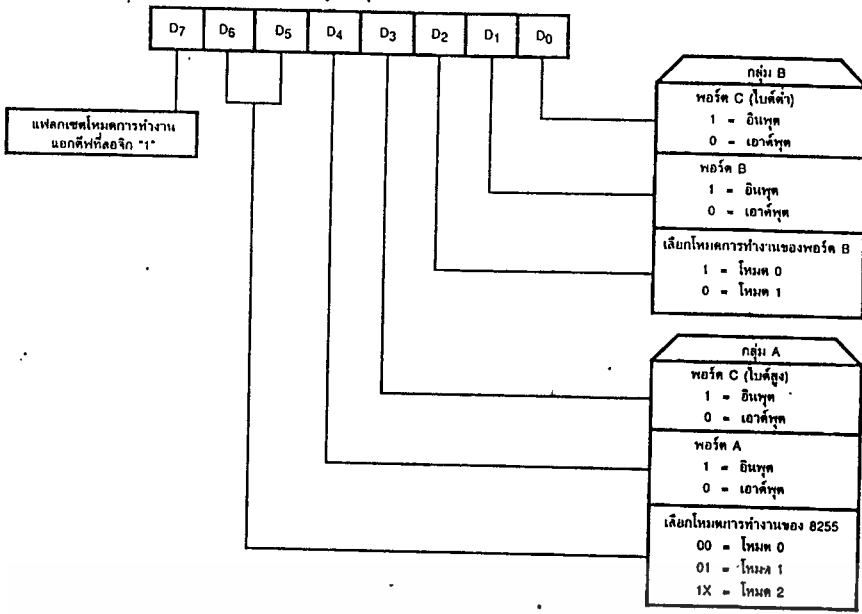 D7 D6 D5 D4 D3 D2 D1 D0
แฟลกเซตโหมดการทำงาน
แอกตีฟที่ลอจิก "1"
กลุ่ม B
พอร์ต C (ไบต์ต่ำ)
1 = อินพุต
0 = เอาต์พุต
พอร์ต B
1 = อินพุต
0 = เอาต์พุต
เลือกโหมดการทำงานของพอร์ต B
1 = โหมด 0
0 = โหมด 1
กลุ่ม A
พอร์ต C (ไบต์สูง)
1 = อินพุต
0 = เอาต์พุต
พอร์ต A
1 = อินพุต
0 = เอาต์พุต
เลือกโหมดการทำงานของ 8255
00 = โหมด 0
01 = โหมด 1
1X = โหมด 2